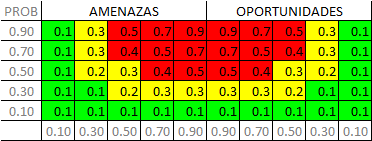 PROB AMENAZAS OPORTUNIDADES
0.90 0.1 0.3 0.5 0.7 0.9 0.9 0.7 0.5 0.3 0.1
0.70 0.1 0.3 0.4 0.5 0.7 0.7 0.5 0.4 0.3 0.1
0.50 0.1 0.2 0.3 0.4 0.5 0.5 0.4 0.3 0.2 0.1
0.30 0.1 0.1 0.2 0.2 0.3 0.3 0.3 0.2 0.1 0.1
0.10 0.1 0.1 0.1 0.1 0.1 0.1 0.1 0.1 0.1 0.1
0.10 0.30 0.50 0.70 0.90 0.90 0.70 0.50 0.30 0.10